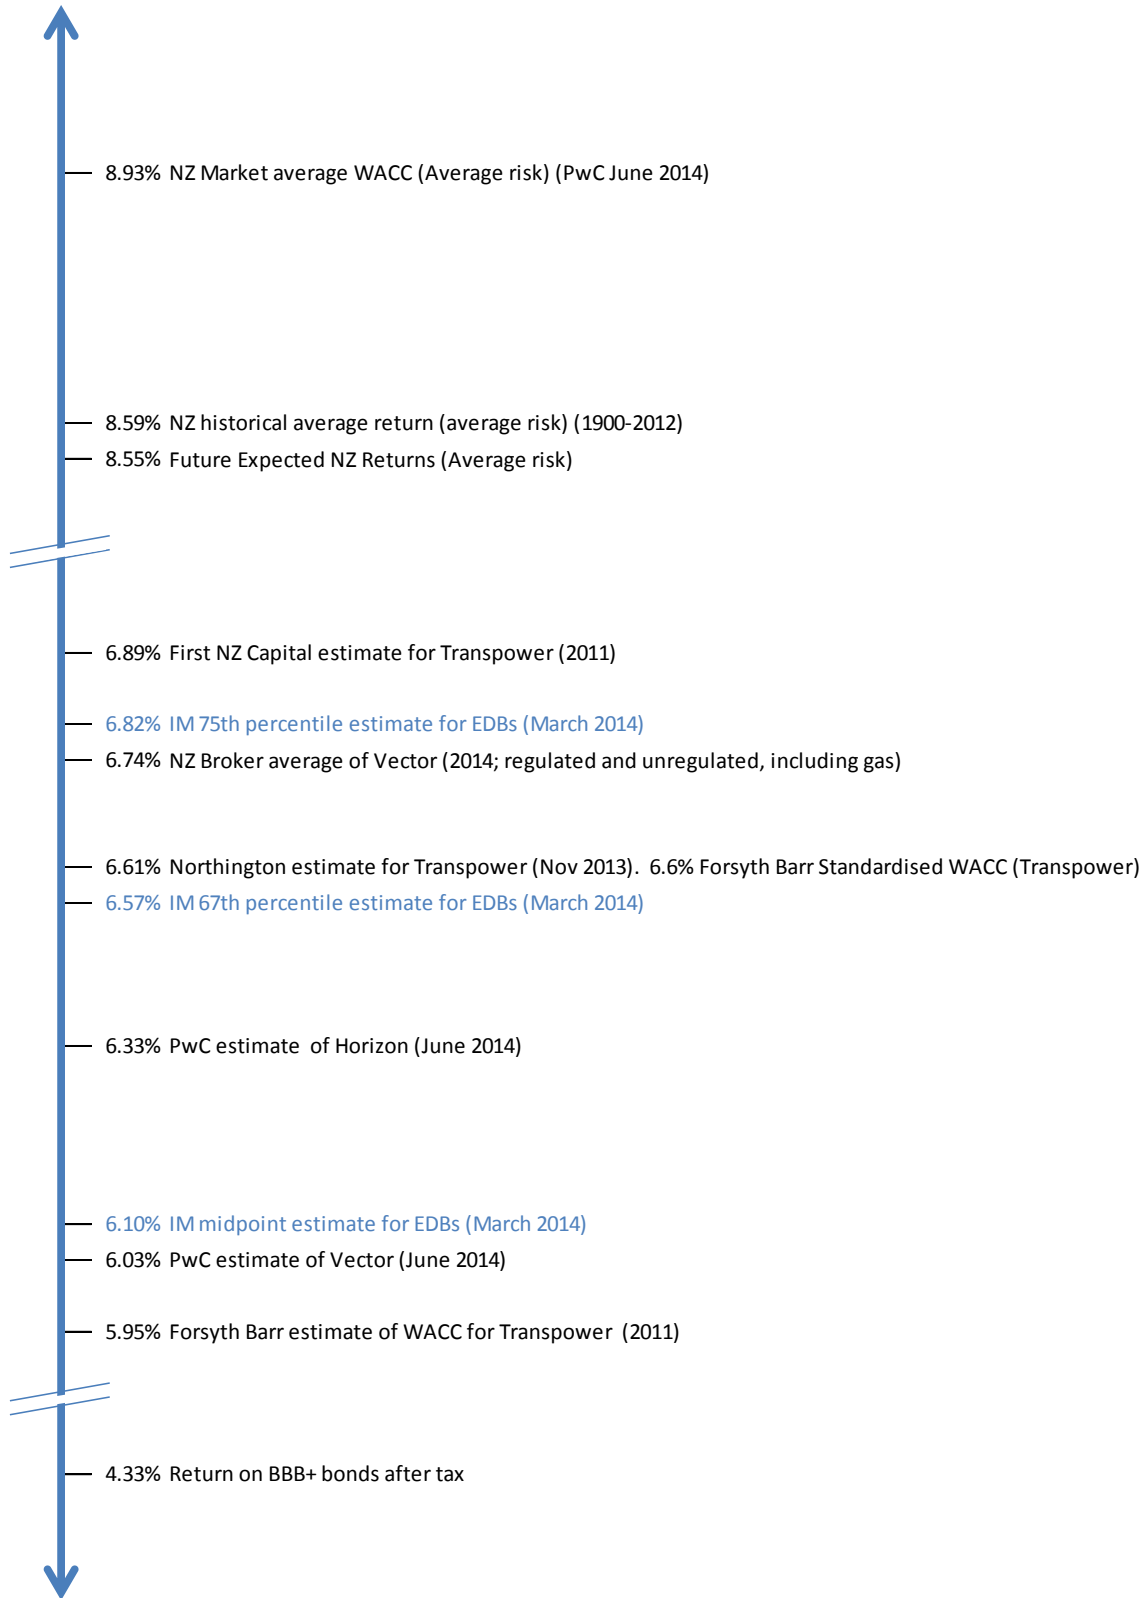 8.93% NZ Market average WACC (Average risk) (PwC June 2014)
8.59% NZ historical average return (average risk) (1900-2012)
8.55% Future Expected NZ Returns (Average risk)
6.89% First NZ Capital estimate for Transpower (2011)
6.82% IM 75th percentile estimate for EDBs (March 2014)
6.74% NZ Broker average of Vector (2014; regulated and unregulated, including gas)
6.61% Northington estimate for Transpower (Nov 2013). 6.6% Forsyth Barr Standardised WACC (Transpower)
6.57% IM 67th percentile estimate for EDBs (March 2014)
6.33% PwC estimate of Horizon (June 2014)
6.10% IM midpoint estimate for EDBs (March 2014)
6.03% PwC estimate of Vector (June 2014)
5.95% Forsyth Barr estimate of WACC for Transpower (2011)
4.33% Return on BBB+ bonds after tax